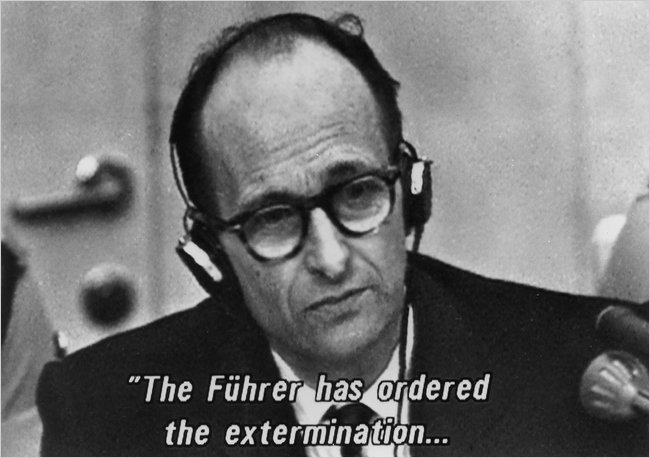 "The Führer has ordered
the extermination...